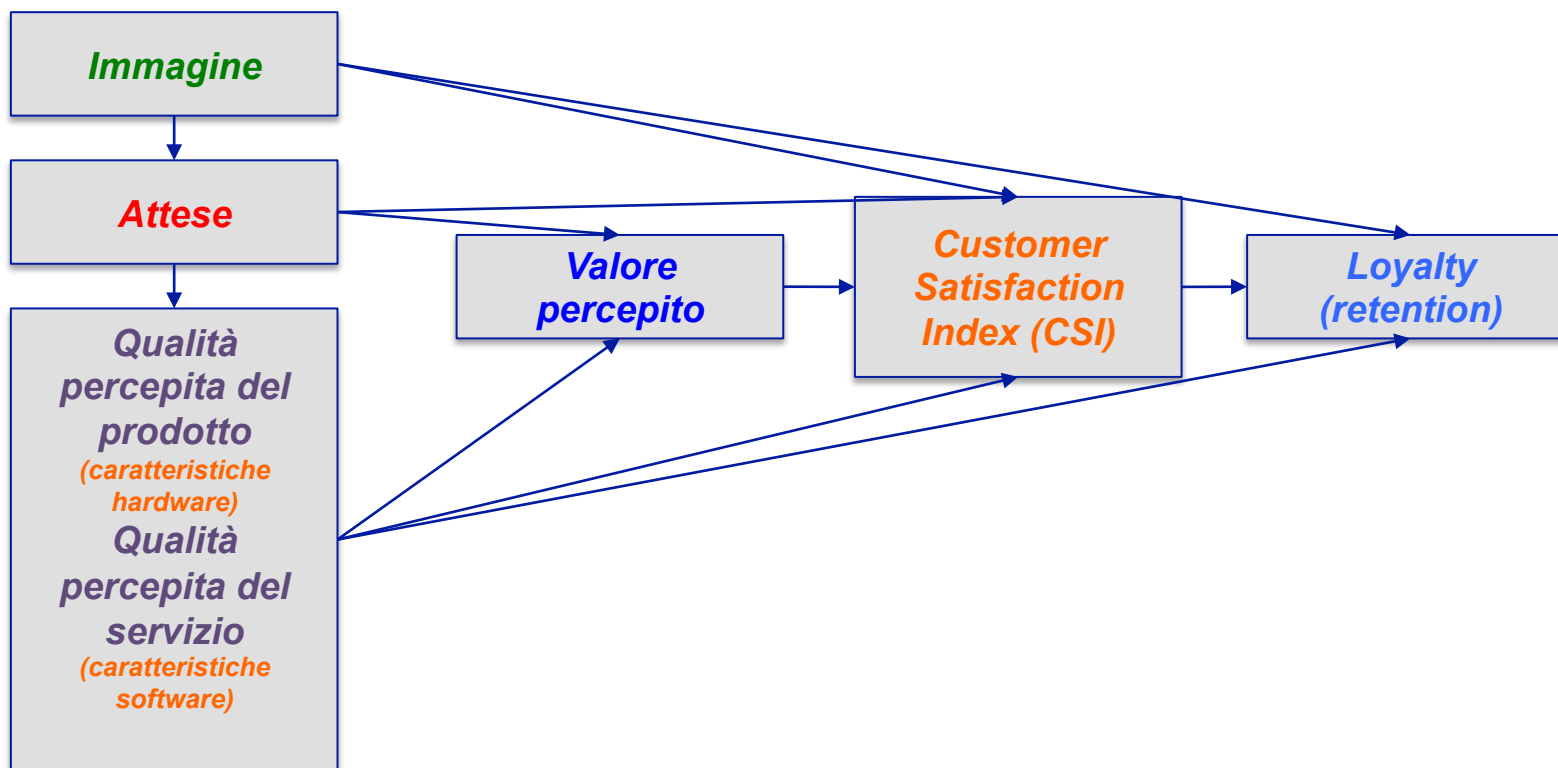 Immagine
Attese
Qualità
percepita del
prodotto
(caratteristiche
hardware)
Qualità
percepita del
servizio
(caratteristiche
software)
Valore
percepito
Customer
Satisfaction
Index (CSI)
Loyalty
(retention)